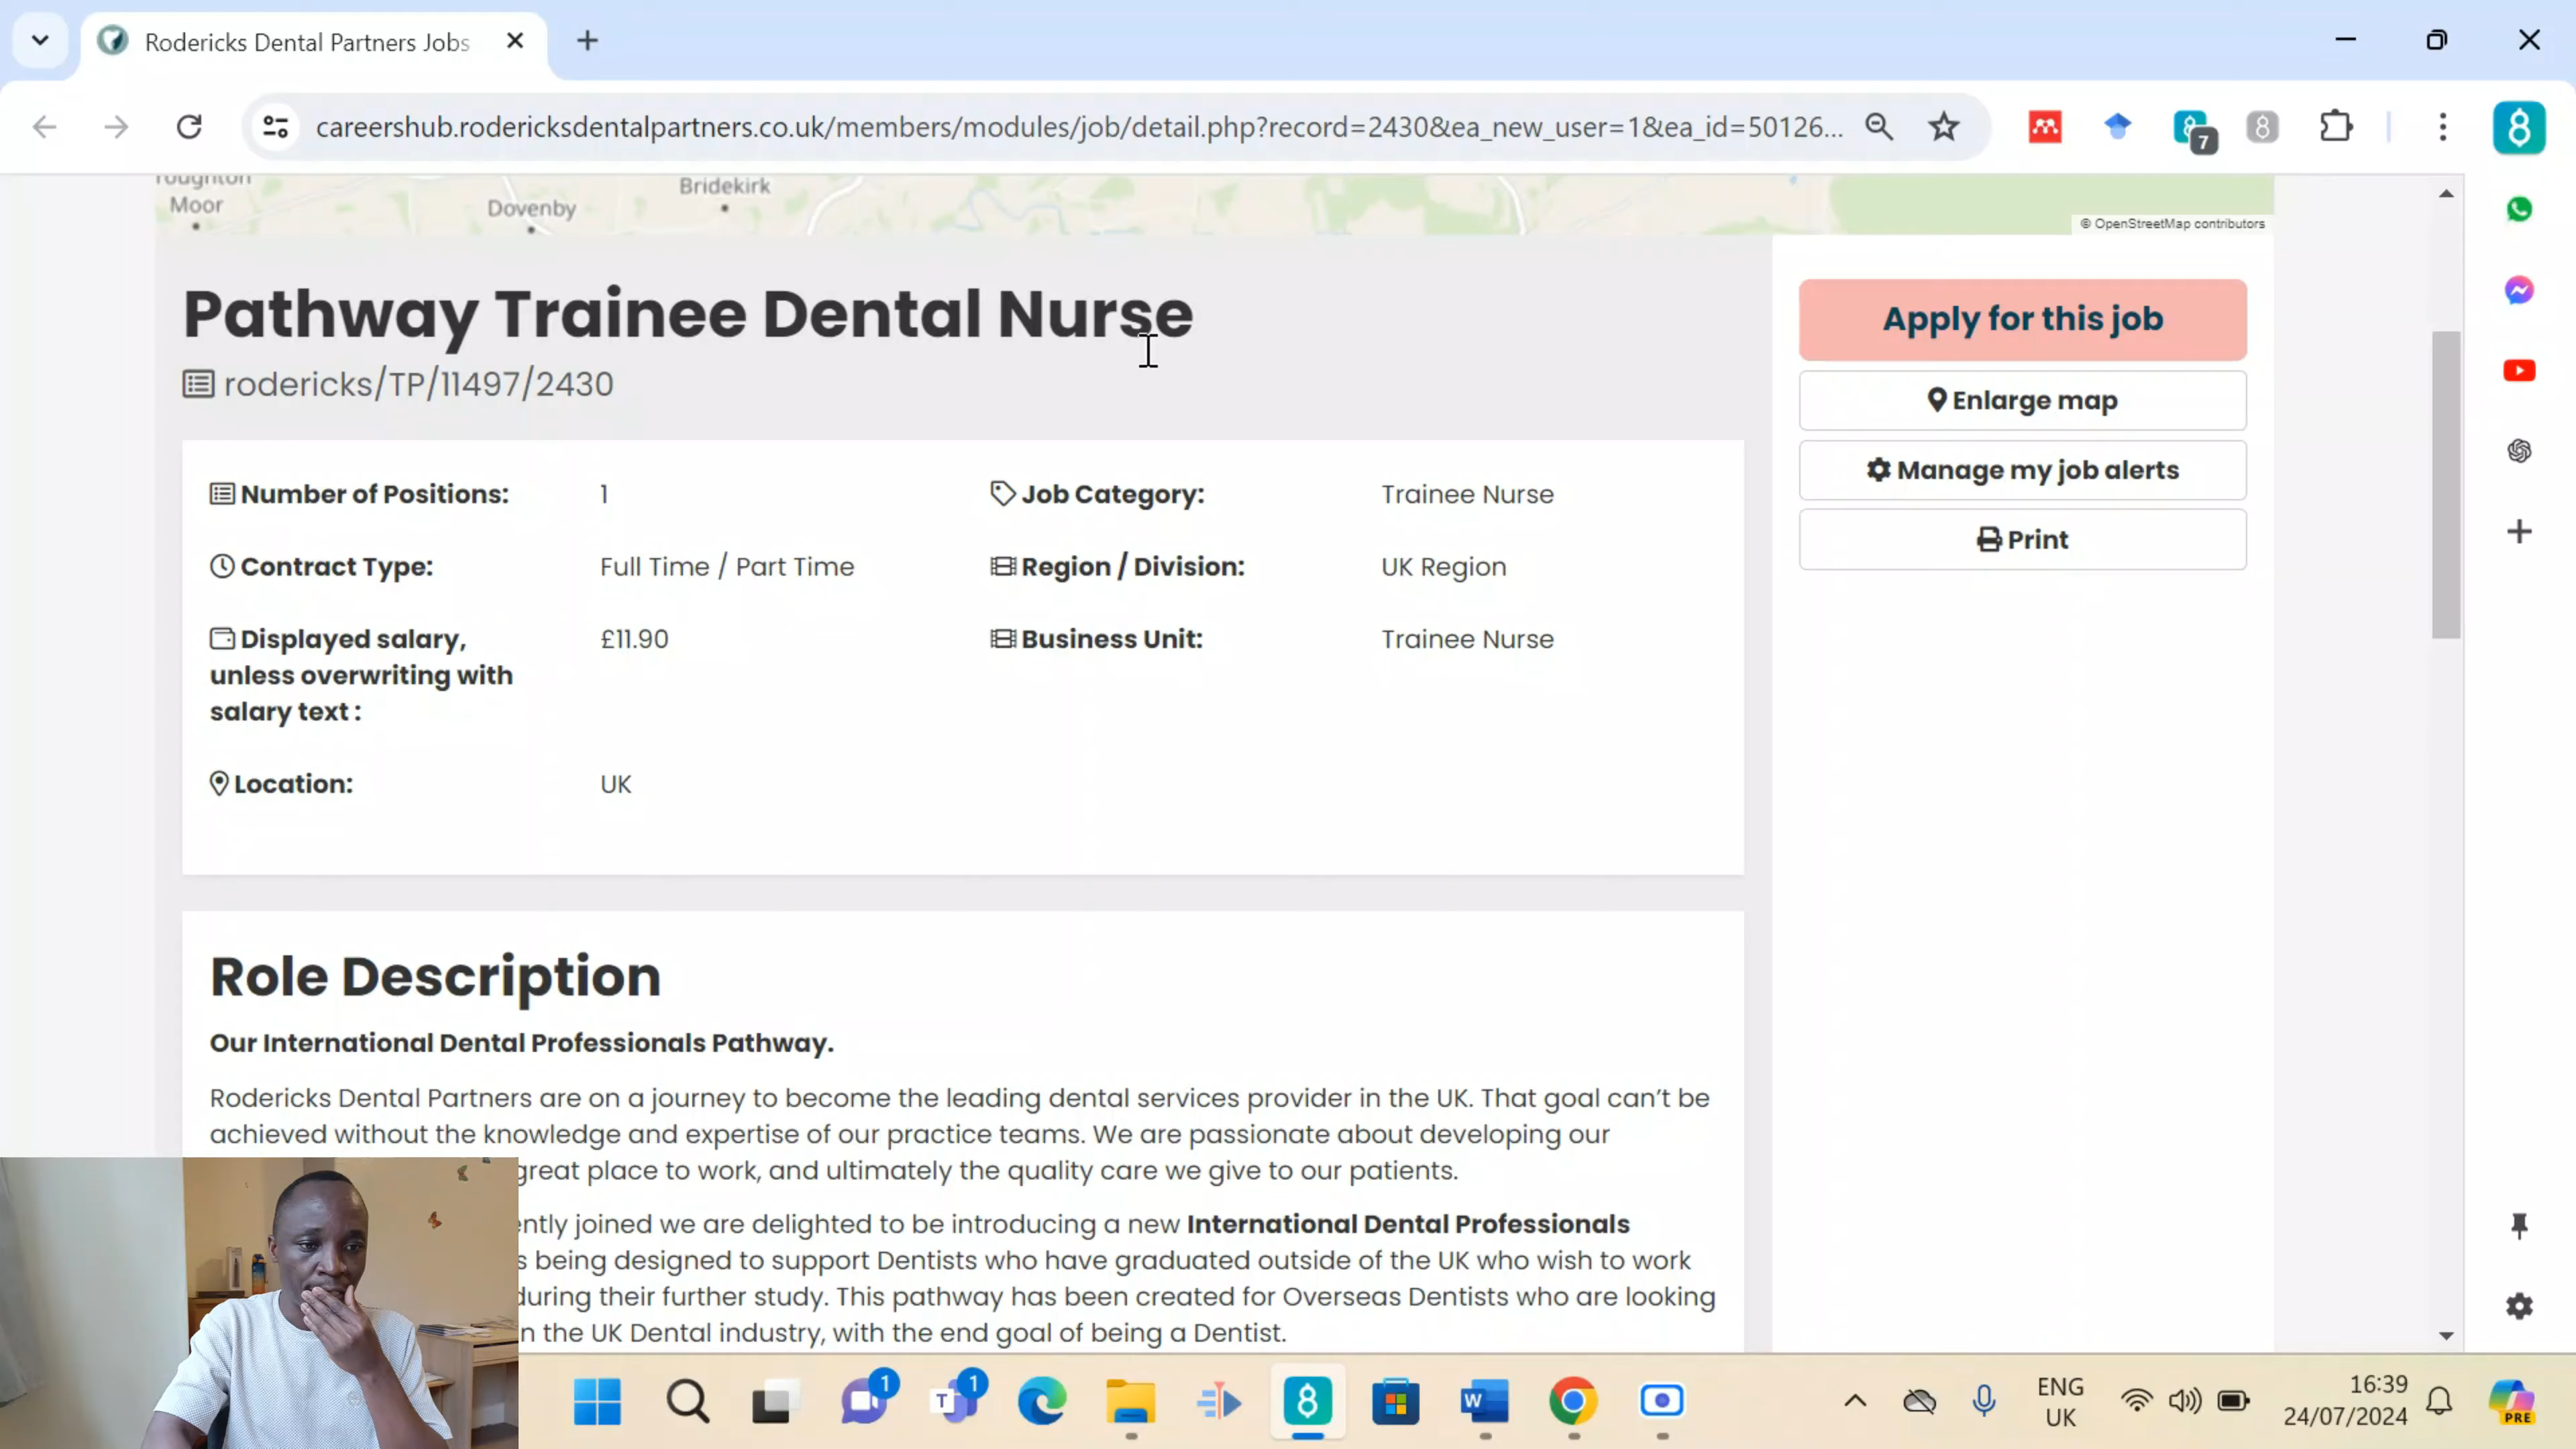 Rodericks Dental Partners Jobs
careershub.rodericksdentalpartners.co.uk/members/modules/job/detail.php?record=2430&ea_new_user=1&ea_id=50126...
7
Moor
Dovenby
Bridekirk
© OpenStreetMap contributors
Pathway Trainee Dental Nurse
rodericks/TP/11497/2430
Apply for this job
Enlarge map
Manage my job alerts
Print
Number of Positions: 1 Job Category: Trainee Nurse
Contract Type: Full Time / Part Time Region / Division: UK Region
Displayed salary, £11.90 Business Unit: Trainee Nurse
unless overwriting with
salary text :
Location: UK
Role Description
Our International Dental Professionals Pathway.
Rodericks Dental Partners are on a journey to become the leading dental services provider in the UK. That goal can't be
achieved without the knowledge and expertise of our practice teams. We are passionate about developing our
great place to work, and ultimately the quality care we give to our patients.
ently joined we are delighted to be introducing a new International Dental Professionals
s being designed to support Dentists who have graduated outside of the UK who wish to work
during their further study. This pathway has been created for Overseas Dentists who are looking
n the UK Dental industry, with the end goal of being a Dentist.
1
1
ENG
UK
16:39
24/07/2024
PRE